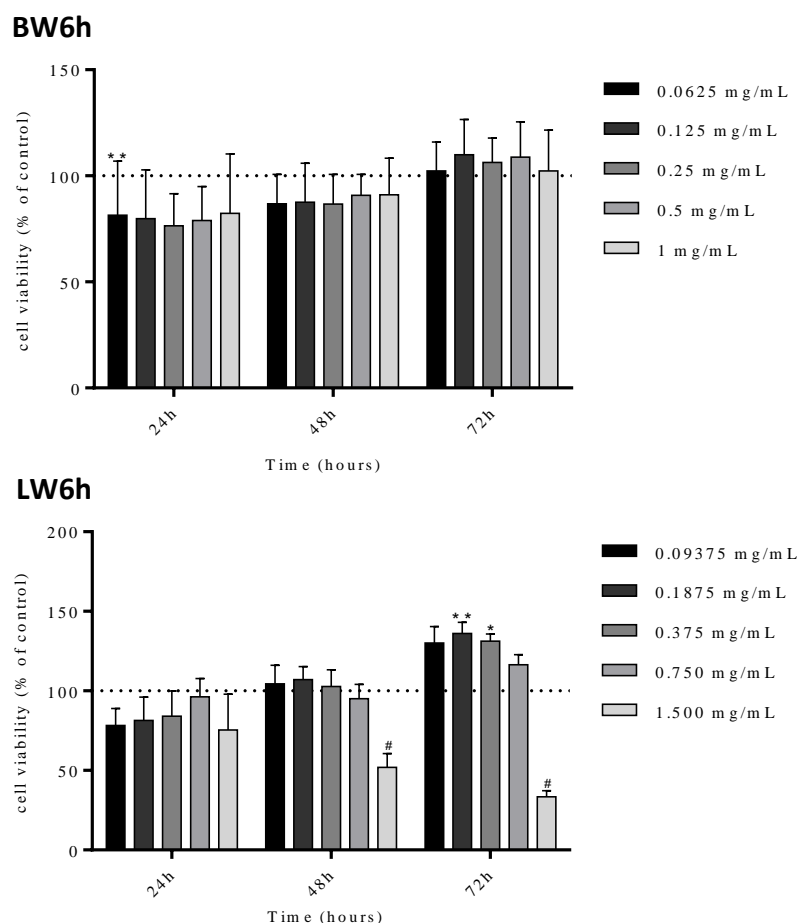 BW6h
150
100
50
0
cell viability (% of control)
**
24h
48h
72h
Time (hours)
0.0625 mg/mL
0.125 mg/mL
0.25 mg/mL
0.5 mg/mL
1 mg/mL
LW6h
200
150
100
50
0
cell viability (% of control)
#
**
*
#
24h
48h
72h
Time (hours)
0.09375 mg/mL
0.1875 mg/mL
0.375 mg/mL
0.750 mg/mL
1.500 mg/mL